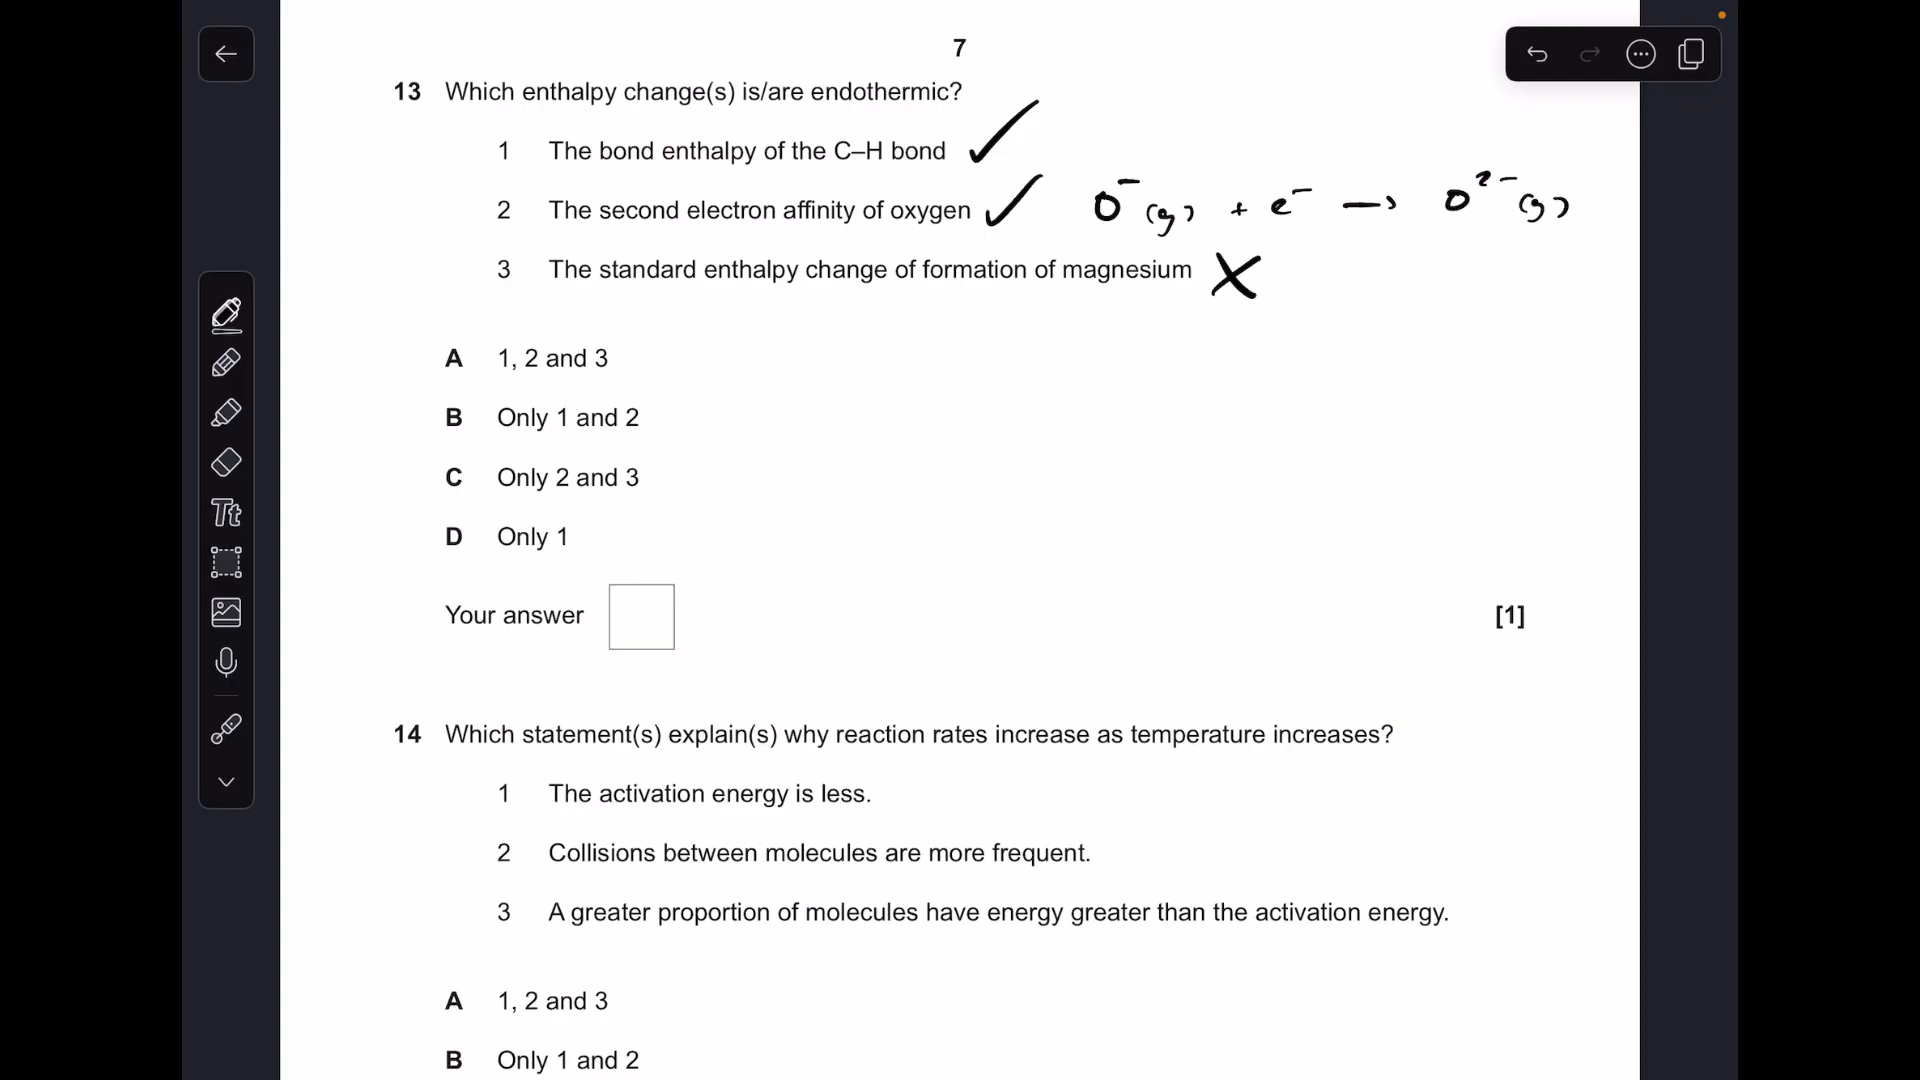 7
13 Which enthalpy change(s) is/are endothermic?
1 The bond enthalpy of the C–H bond ✓
2 The second electron affinity of oxygen ✓ O⁻(g) + e⁻ → O²⁻(g)
3 The standard enthalpy change of formation of magnesium ✗
A 1, 2 and 3
B Only 1 and 2
C Only 2 and 3
D Only 1
Your answer [1]
14 Which statement(s) explain(s) why reaction rates increase as temperature increases?
1 The activation energy is less.
2 Collisions between molecules are more frequent.
3 A greater proportion of molecules have energy greater than the activation energy.
A 1, 2 and 3
B Only 1 and 2
Tt